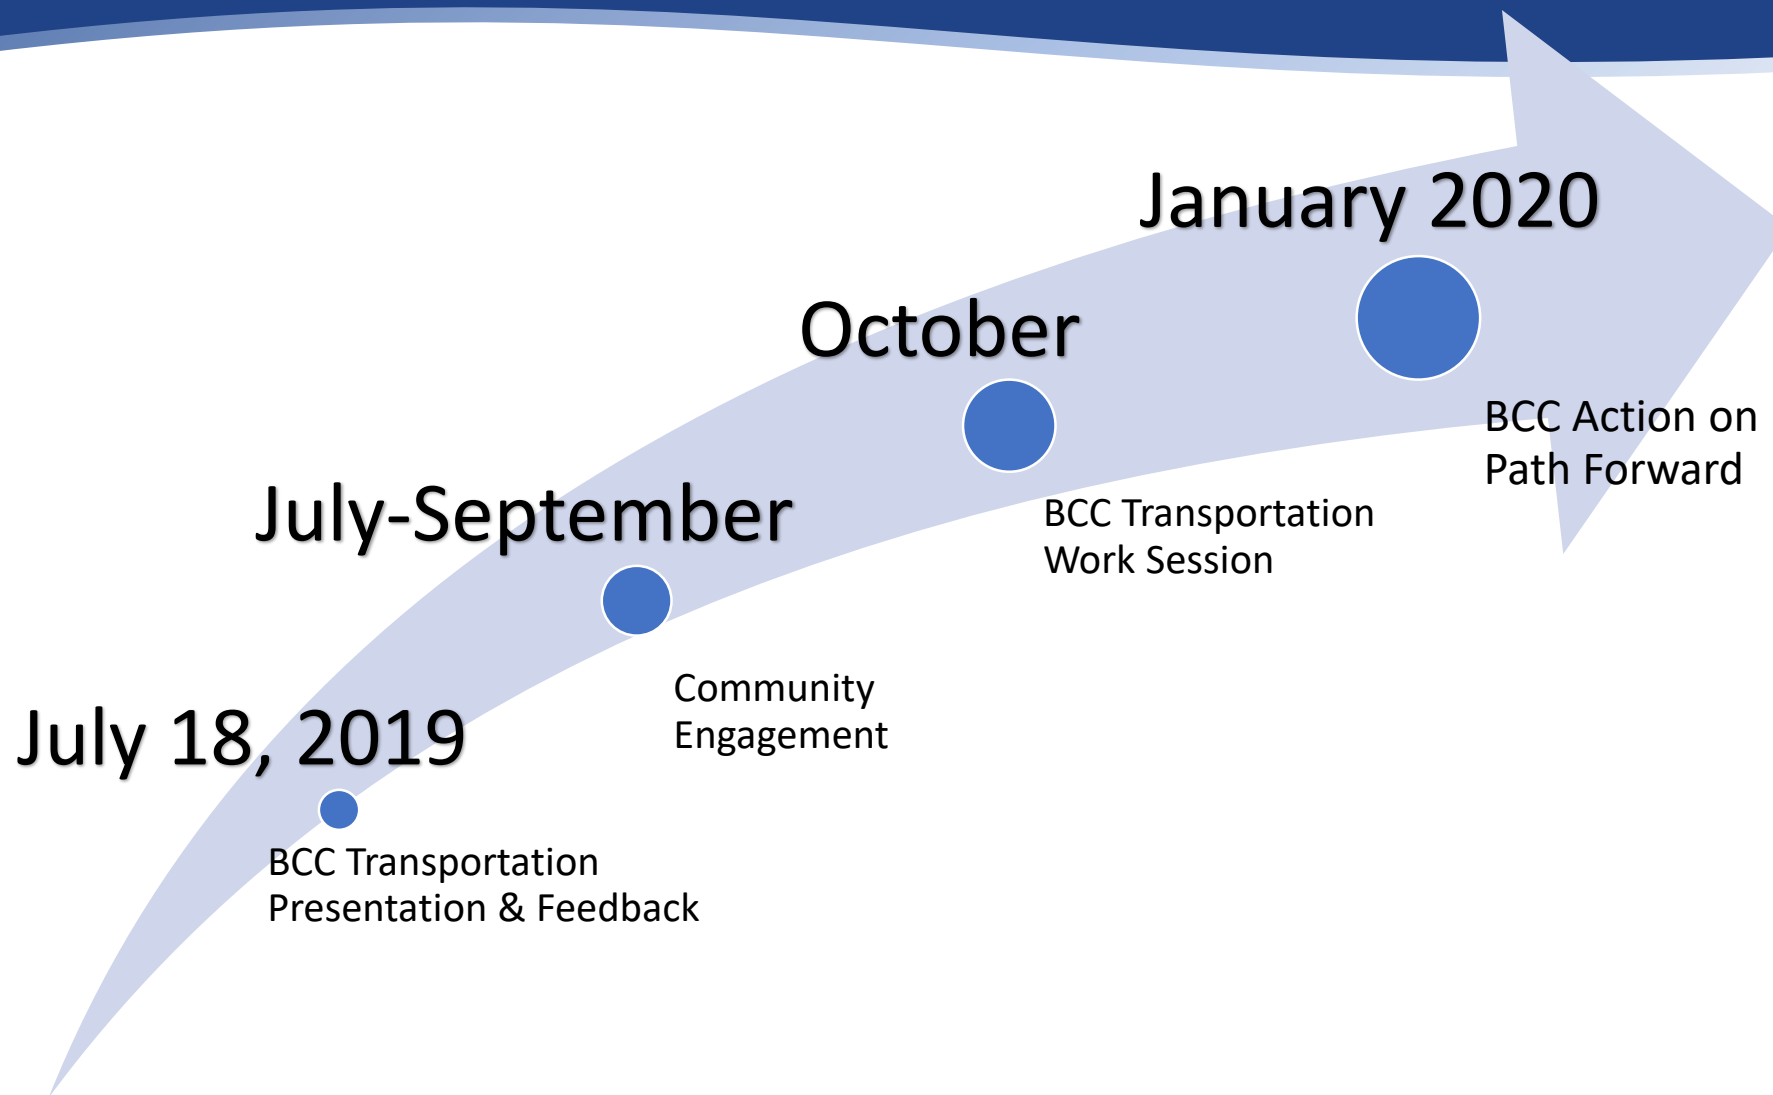 July 18, 2019
BCC Transportation
Presentation & Feedback
July-September
Community
Engagement
October
BCC Transportation
Work Session
January 2020
BCC Action on
Path Forward